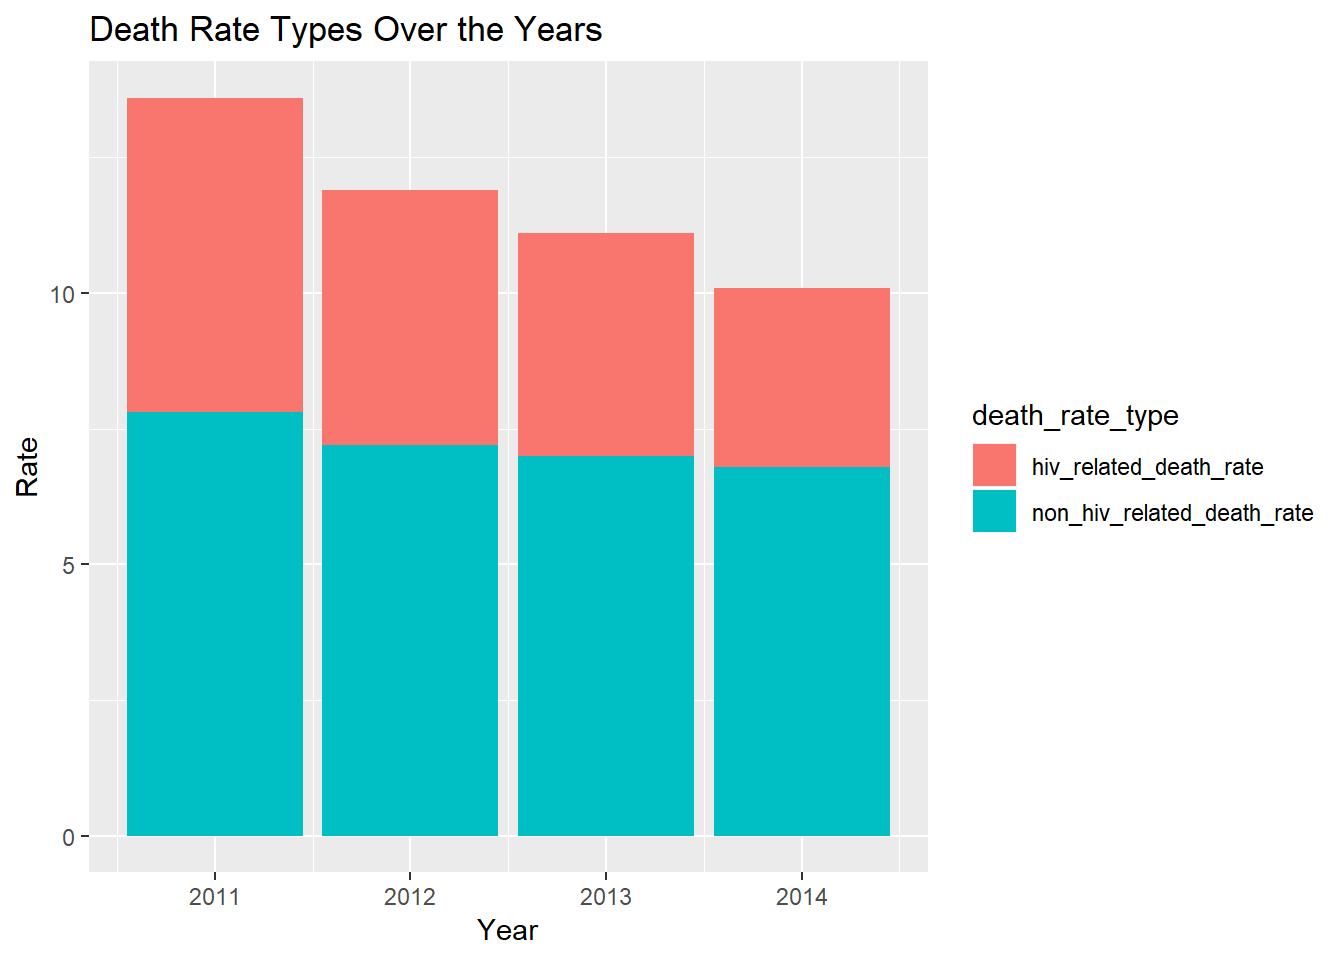 Death Rate Types Over the Years
10
5
0
Rate
2011 2012 2013 2014
Year
death_rate_type
hiv_related_death_rate
non_hiv_related_death_rate